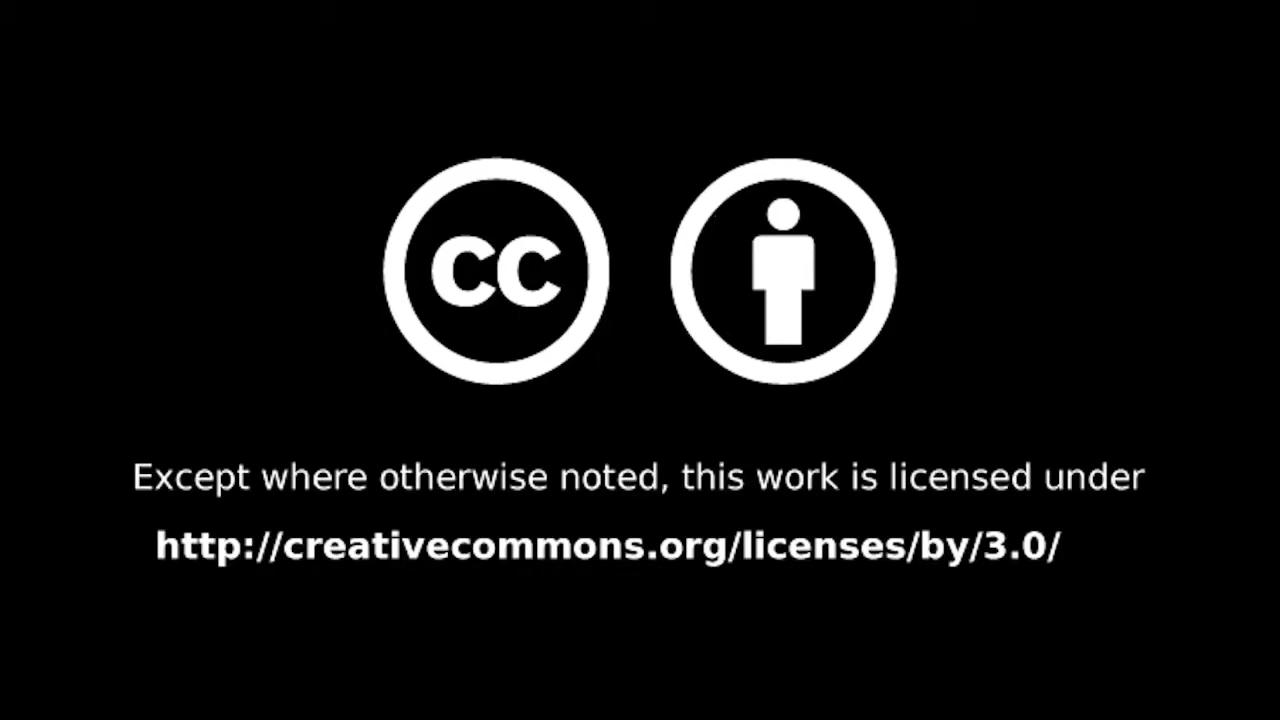 cc
Except where otherwise noted, this work is licensed under
http://creativecommons.org/licenses/by/3.0/